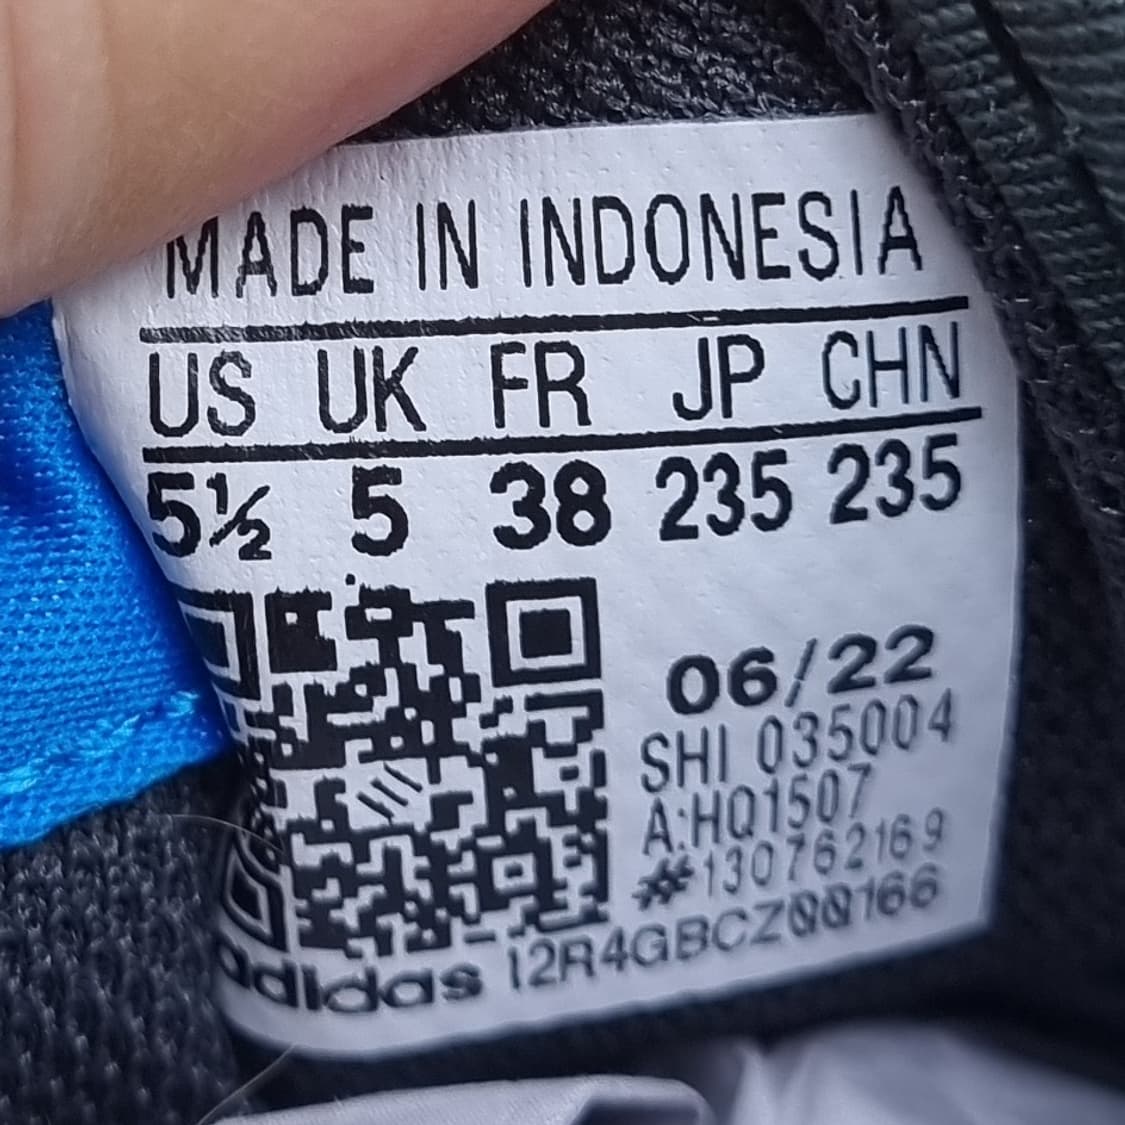 MADE IN INDONESIA
US UK FR JP CHN
5½ 5 38 235 235
06/22
SHI 035004
A:HQ1507
#130762169
adidas 12R4GBCZ00166